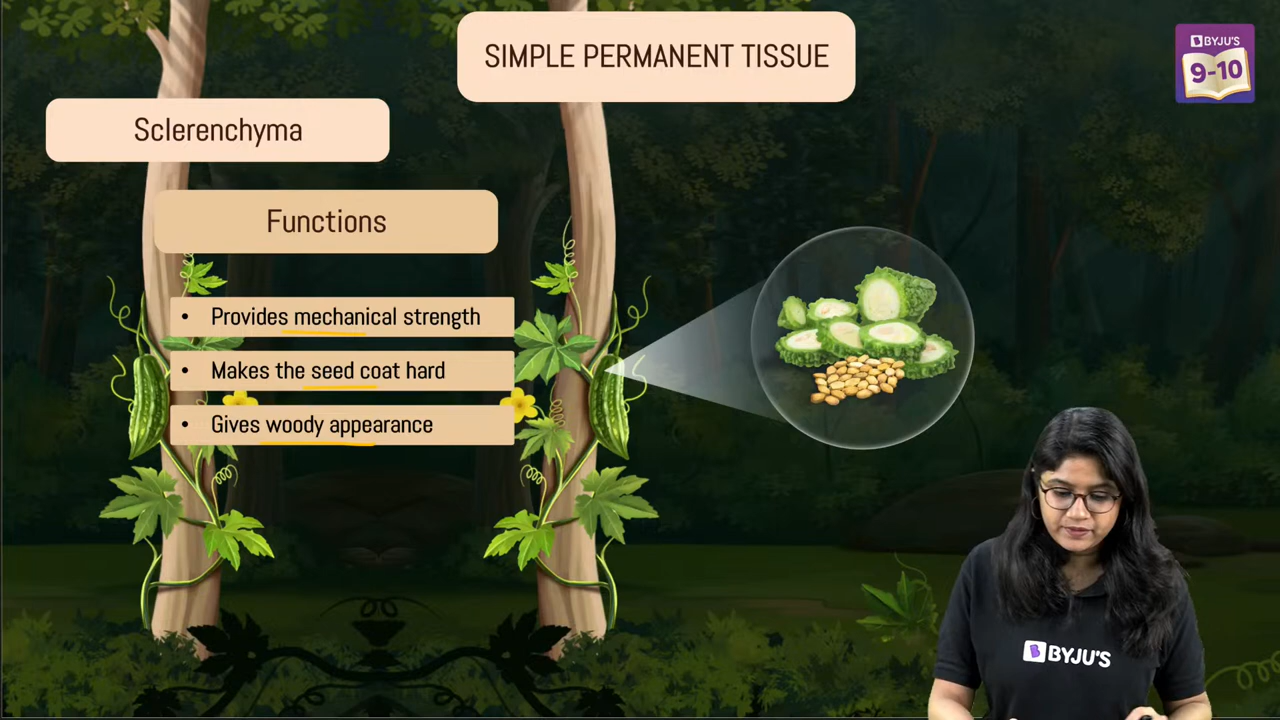 SIMPLE PERMANENT TISSUE
BYJU'S
9-10
Sclerenchyma
Functions
• Provides mechanical strength
• Makes the seed coat hard
• Gives woody appearance
BYJU'S